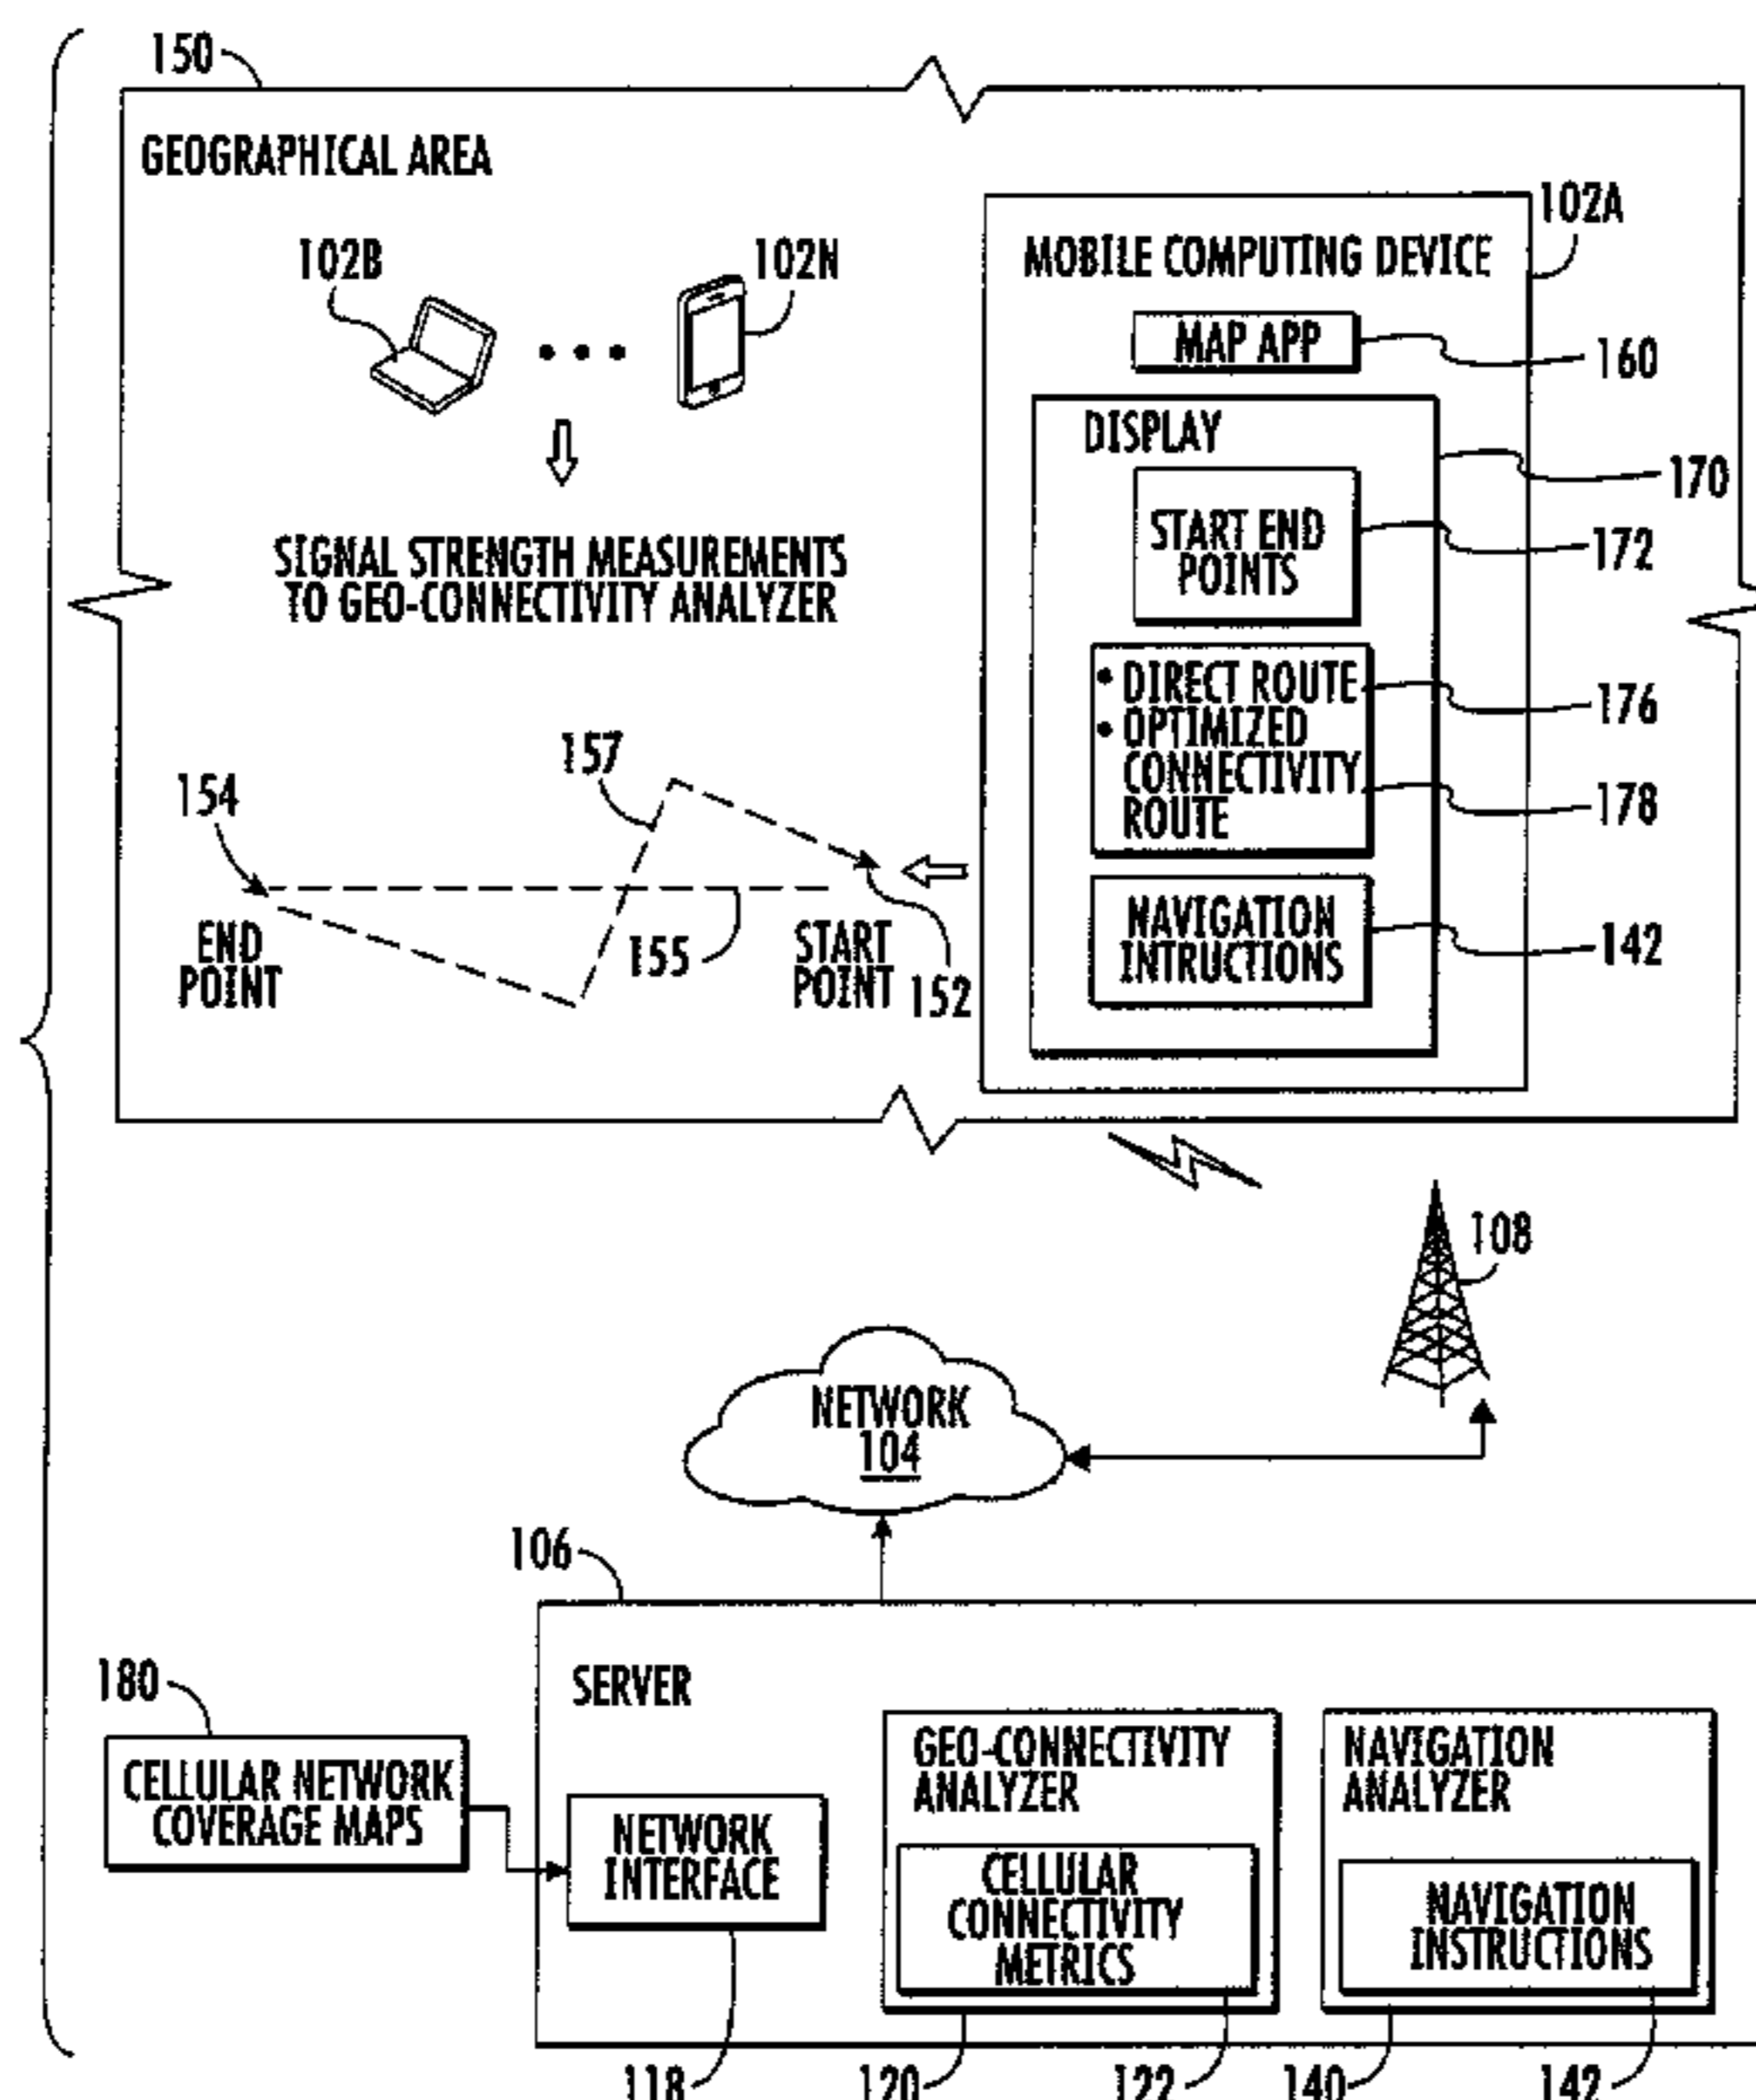 150
GEOGRAPHICAL AREA
102B
102N
SIGNAL STRENGTH MEASUREMENTS
TO GEO-CONNECTIVITY ANALYZER
157
154
END
POINT
155
START
POINT
152
102A
MOBILE COMPUTING DEVICE
MAP APP
160
DISPLAY
170
START END
POINTS
172
• DIRECT ROUTE
176
• OPTIMIZED
CONNECTIVITY
ROUTE
178
NAVIGATION
INTRUCTIONS
142
108
NETWORK
104
106
SERVER
180
CELLULAR NETWORK
COVERAGE MAPS
NETWORK
INTERFACE
GEO-CONNECTIVITY
ANALYZER
CELLULAR
CONNECTIVITY
METRICS
NAVIGATION
ANALYZER
NAVIGATION
INSTRUCTIONS
118
120
122
140
142